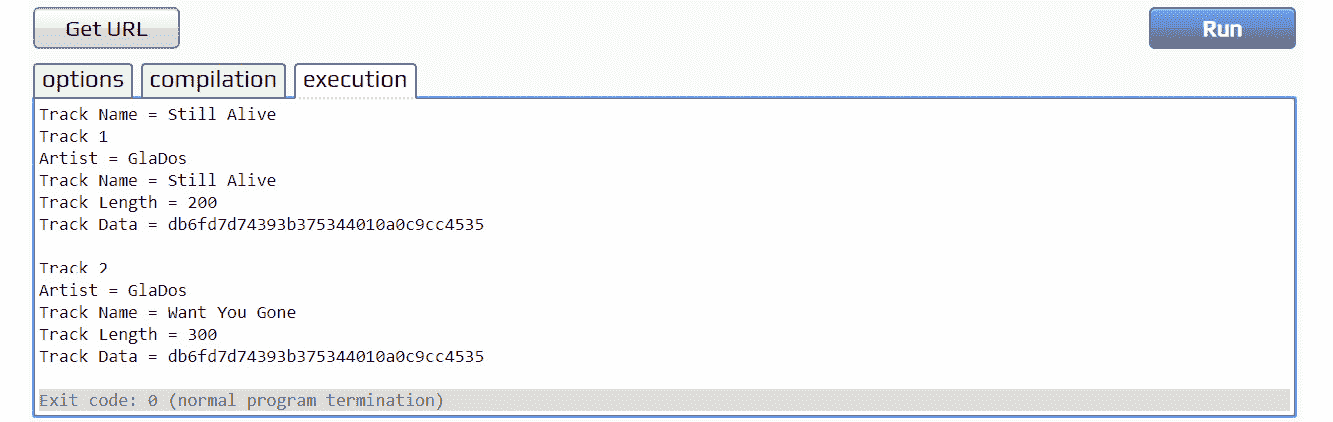 Get URL
Run
options compilation execution
Track Name = Still Alive
Track 1
Artist = GlaDos
Track Name = Still Alive
Track Length = 200
Track Data = db6fd7d74393b375344010a0c9cc4535
Track 2
Artist = GlaDos
Track Name = Want You Gone
Track Length = 300
Track Data = db6fd7d74393b375344010a0c9cc4535
Exit code: 0 (normal program termination)